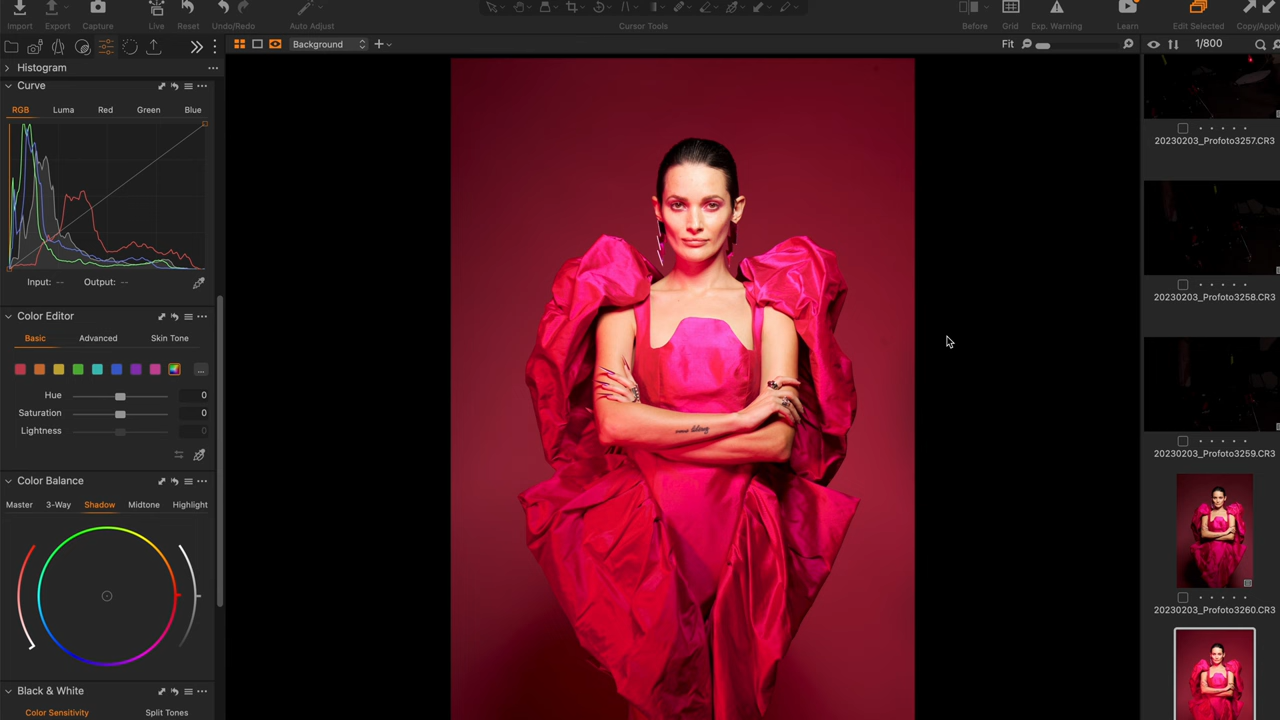 Import Export Capture Live Reset Undo/Redo Auto Adjust Cursor Tools Before Grid Exp. Warning Learn Edit Selected Copy/Apply
Background Fit 1/800
Histogram
Curve
RGB Luma Red Green Blue
Input: -- Output: --
Color Editor
Basic Advanced Skin Tone
Hue 0
Saturation 0
Lightness 0
Color Balance
Master 3-Way Shadow Midtone Highlight
Black & White
Color Sensitivity Split Tones
20230203_Profoto3257.CR3
20230203_Profoto3258.CR3
20230203_Profoto3259.CR3
20230203_Profoto3260.CR3